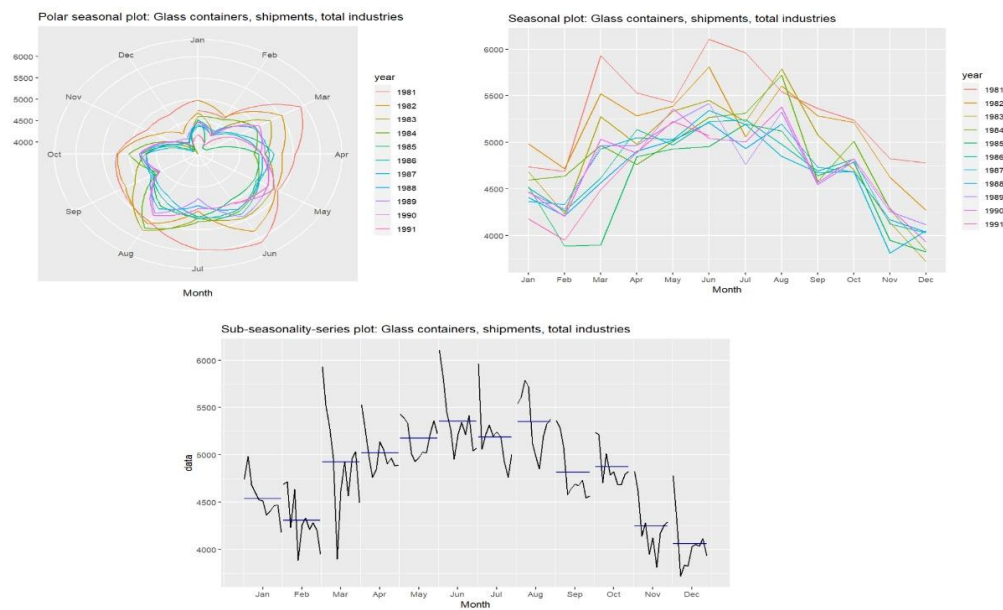 Polar seasonal plot: Glass containers, shipments, total industries
Jan
Feb
Mar
Apr
May
Jun
Jul
Aug
Sep
Oct
Nov
Dec
6000
5500
5000
4500
4000
Month
year
1981
1982
1983
1984
1985
1986
1987
1988
1989
1990
1991
Seasonal plot: Glass containers, shipments, total industries
6000
5500
5000
4500
4000
Jan Feb Mar Apr May Jun Jul Aug Sep Oct Nov Dec
Month
year
1981
1982
1983
1984
1985
1986
1987
1988
1989
1990
1991
Sub-seasonality-series plot: Glass containers, shipments, total industries
6000
5500
5000
4500
4000
data
Jan Feb Mar Apr May Jun Jul Aug Sep Oct Nov Dec
Month